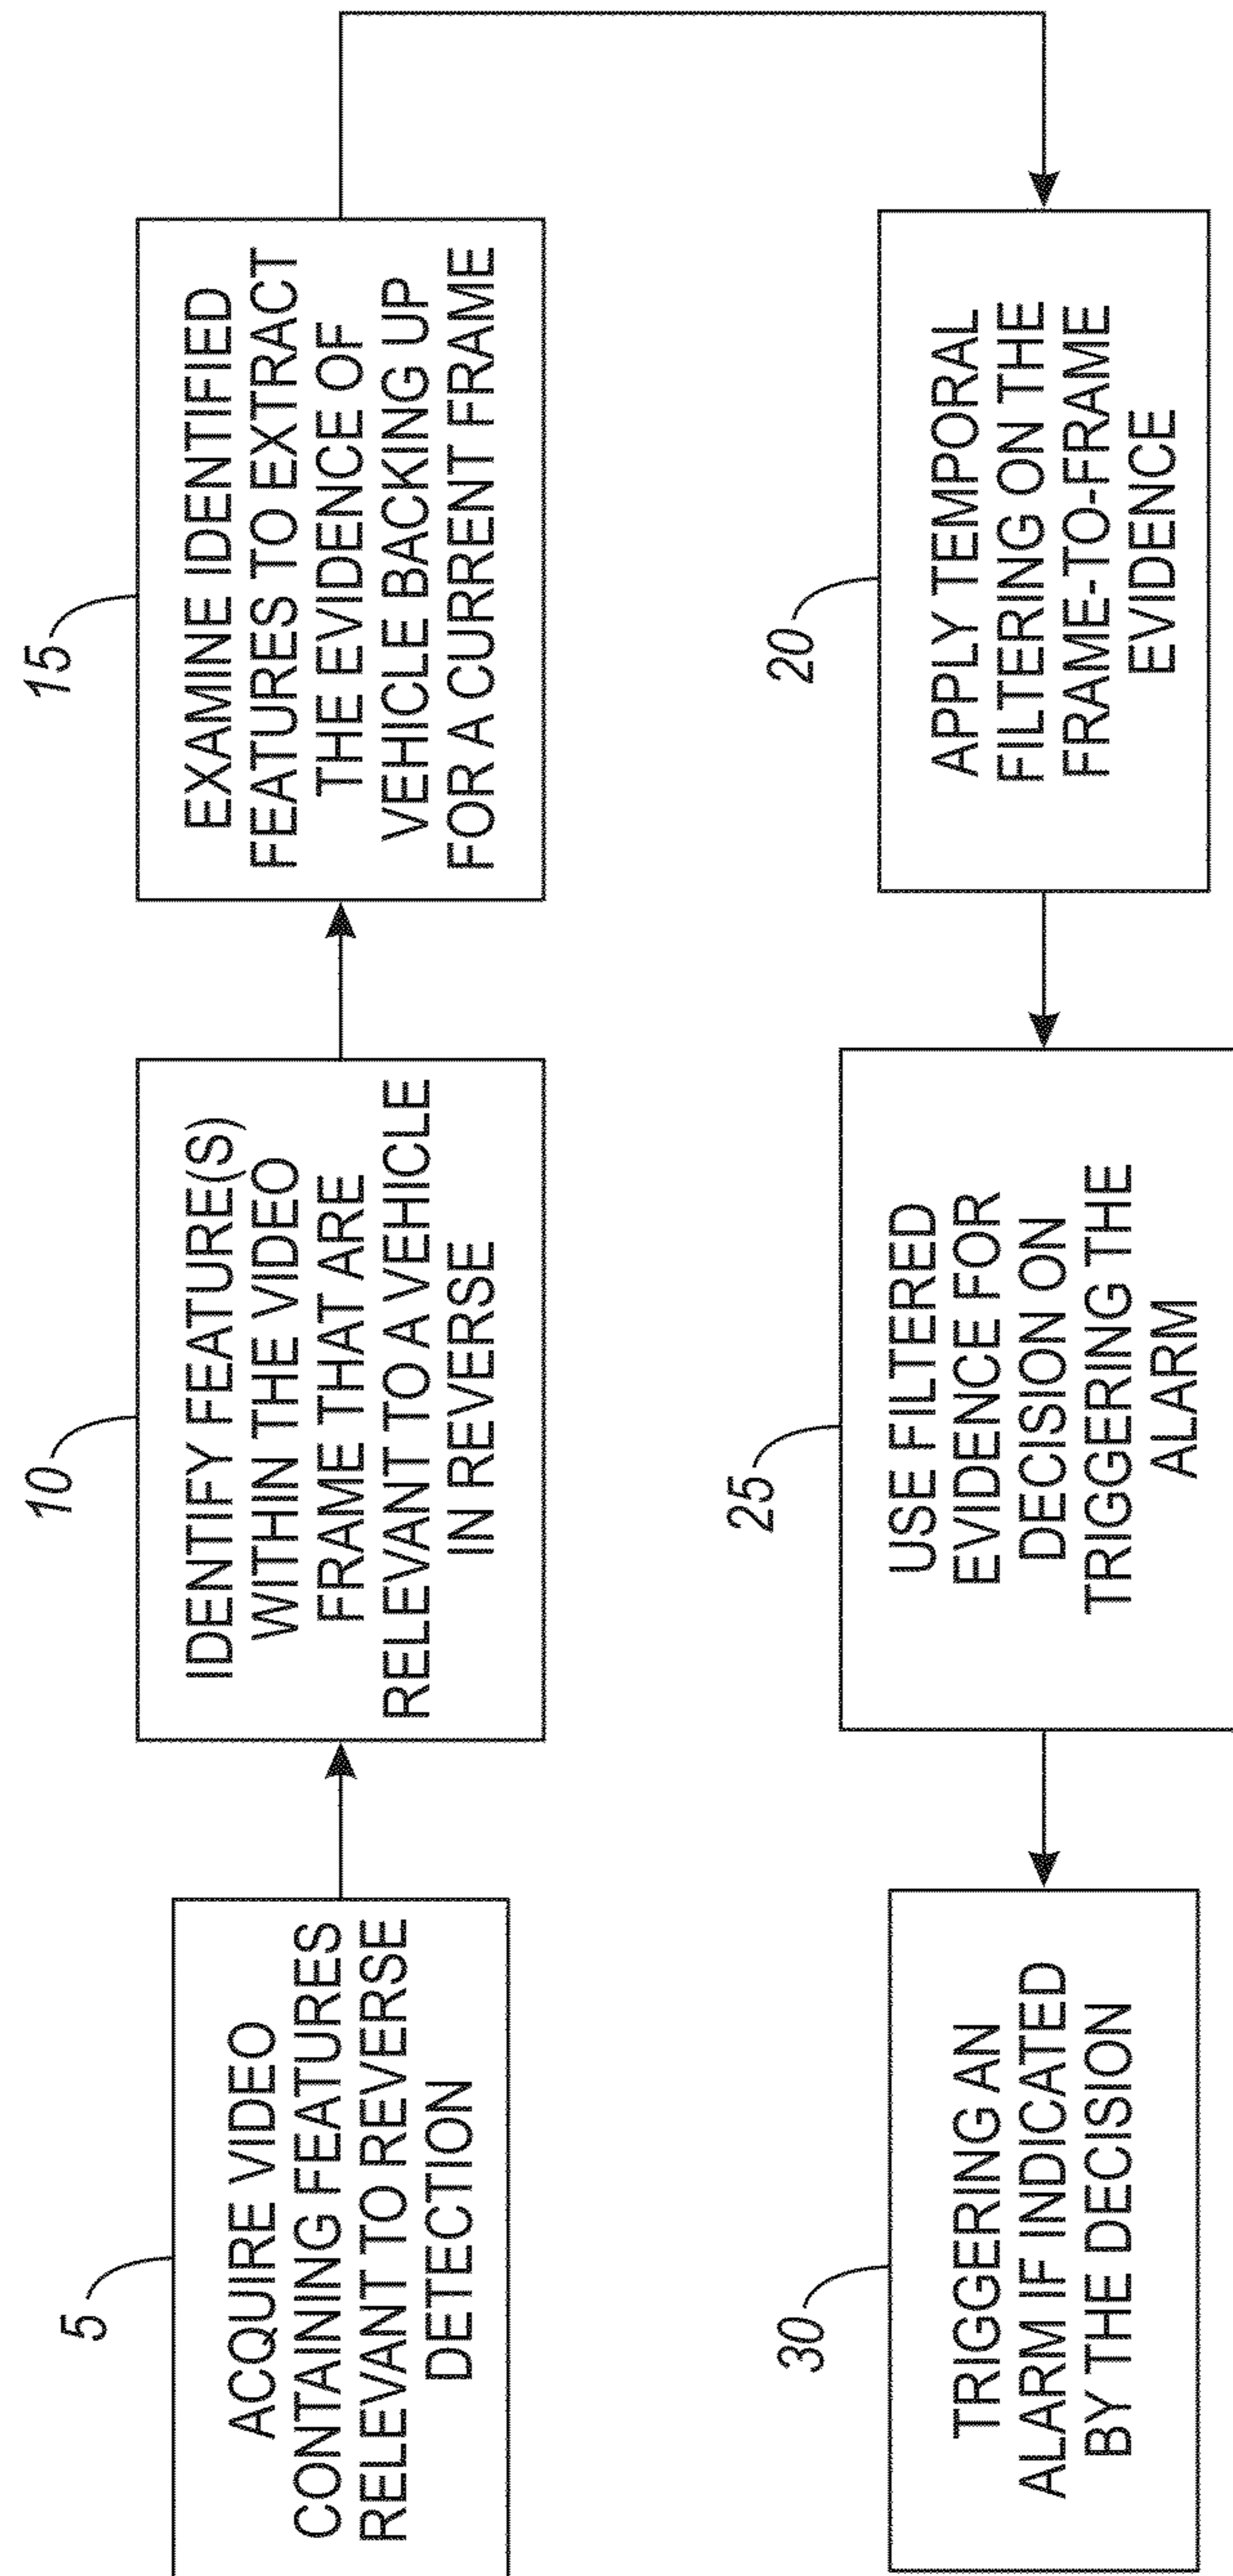 5
ACQUIRE VIDEO
CONTAINING FEATURES
RELEVANT TO REVERSE
DETECTION
10
IDENTIFY FEATURE(S)
WITHIN THE VIDEO
FRAME THAT ARE
RELEVANT TO A VEHICLE
IN REVERSE
15
EXAMINE IDENTIFIED
FEATURES TO EXTRACT
THE EVIDENCE OF
VEHICLE BACKING UP
FOR A CURRENT FRAME
20
APPLY TEMPORAL
FILTERING ON THE
FRAME-TO-FRAME
EVIDENCE
25
USE FILTERED
EVIDENCE FOR
DECISION ON
TRIGGERING THE
ALARM
30
TRIGGERING AN
ALARM IF INDICATED
BY THE DECISION